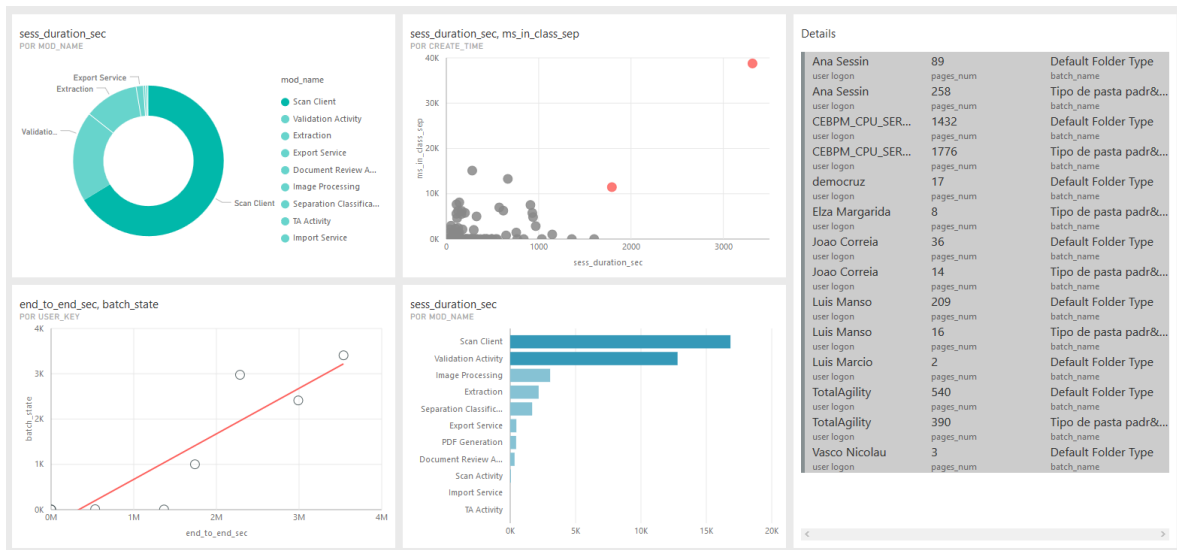 sess_duration_sec
POR MOD_NAME
Export Service
Extraction
Validatio...
Scan Client
mod_name
Scan Client
Validation Activity
Extraction
Export Service
Document Review A...
Image Processing
Separation Classifica...
TA Activity
Import Service
sess_duration_sec, ms_in_class_sep
POR CREATE_TIME
40K
30K
20K
10K
0K
ms_in_class_sep
0
1000
2000
3000
sess_duration_sec
end_to_end_sec, batch_state
POR USER_KEY
4K
3K
2K
1K
0K
batch_state
0M
1M
2M
3M
4M
end_to_end_sec
sess_duration_sec
POR MOD_NAME
Scan Client
Validation Activity
Image Processing
Extraction
Separation Classific...
Export Service
PDF Generation
Document Review A...
Scan Activity
Import Service
TA Activity
0K
5K
10K
15K
20K
Details
Ana Sessin 89 Default Folder Type
user logon pages_num batch_name
Ana Sessin 258 Tipo de pasta padr&...
user logon pages_num batch_name
CEBPM_CPU_SER... 1432 Default Folder Type
user logon pages_num batch_name
CEBPM_CPU_SER... 1776 Tipo de pasta padr&...
user logon pages_num batch_name
democruz 17 Default Folder Type
user logon pages_num batch_name
Elza Margarida 8 Tipo de pasta padr&...
user logon pages_num batch_name
Joao Correia 36 Default Folder Type
user logon pages_num batch_name
Joao Correia 14 Tipo de pasta padr&...
user logon pages_num batch_name
Luis Manso 209 Default Folder Type
user logon pages_num batch_name
Luis Manso 16 Tipo de pasta padr&...
user logon pages_num batch_name
Luis Marcio 2 Default Folder Type
user logon pages_num batch_name
TotalAgility 540 Default Folder Type
user logon pages_num batch_name
TotalAgility 390 Tipo de pasta padr&...
user logon pages_num batch_name
Vasco Nicolau 3 Default Folder Type
user logon pages_num batch_name